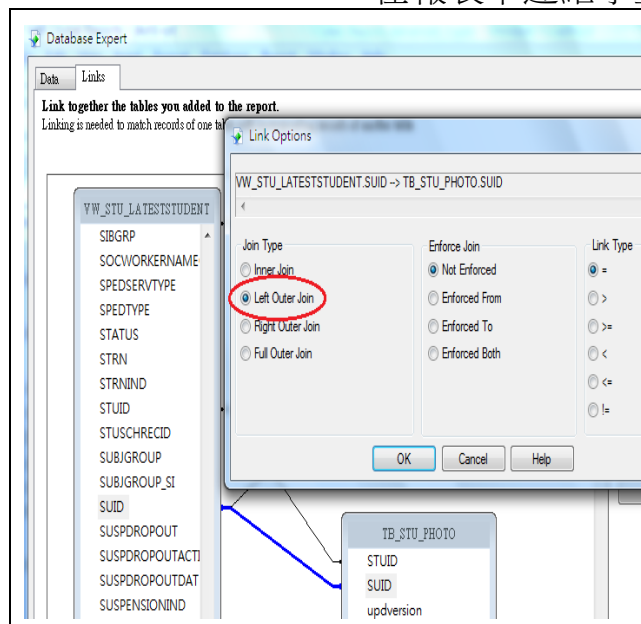 Database Expert
Data Links
Link together the tables you added to the report.
Linking is needed to match records of one
Link Options
VW_STU_LATESTSTUDENT.SUID --> TB_STU_PHOTO.SUID
Join Type
Inner Join
Left Outer Join
Right Outer Join
Full Outer Join
Enforce Join
Not Enforced
Enforced From
Enforced To
Enforced Both
Link Type
=
>
>=
<
<=
!=
OK Cancel Help
VW_STU_LATESTSTUDENT
SIBGRP
SOCWORKERNAME
SPEDSERVTYPE
SPEDTYPE
STATUS
STRN
STRNIND
STUID
STUSCHRECID
SUBJGROUP
SUBJGROUP_SI
SUID
SUSPDROPOUT
SUSPDROPOUTACTI
SUSPDROPOUTDAT
SUSPENSIONIND
TB_STU_PHOTO
STUID
SUID
updversion